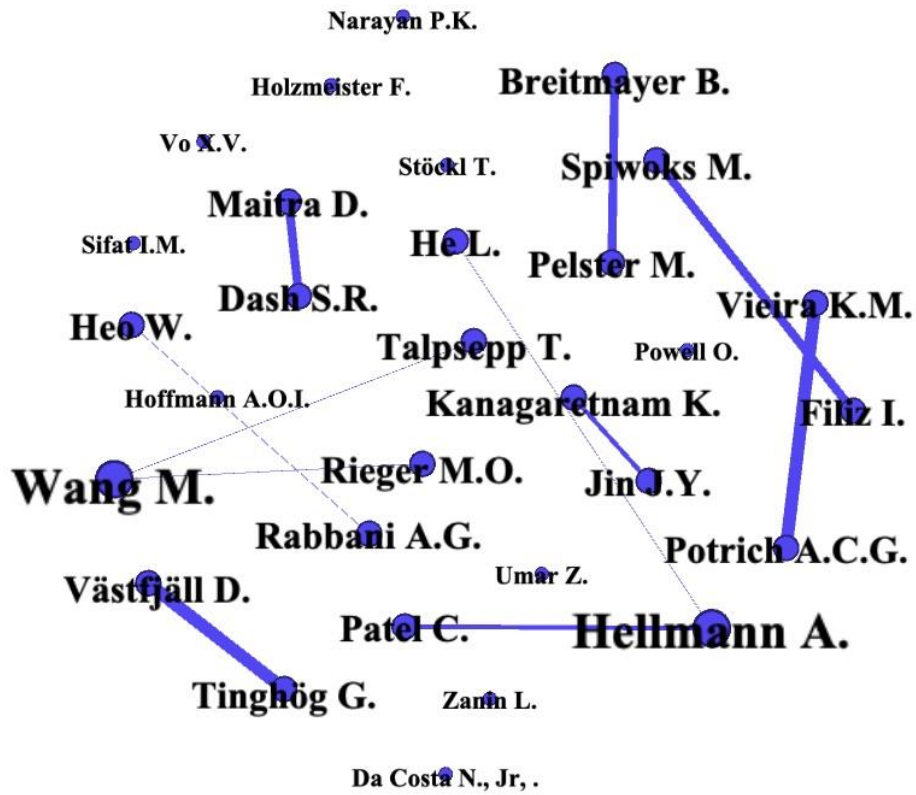 Narayan P.K.
Holzmeister F.
Breitmayer B.
Vo X.V.
Stöckl T.
Spiwoks M.
Maitra D.
Sifat I.M.
He L.
Pelster M.
Dash S.R.
Vieira K.M.
Heo W.
Talpsepp T.
Powell O.
Hoffmann A.O.I.
Kanagaretnam K.
Filiz I.
Rieger M.O.
Wang M.
Jin J.Y.
Rabbani A.G.
Potrich A.C.G.
Umar Z.
Västfjäll D.
Patel C.
Hellmann A.
Tinghög G.
Zanin L.
Da Costa N., Jr, .